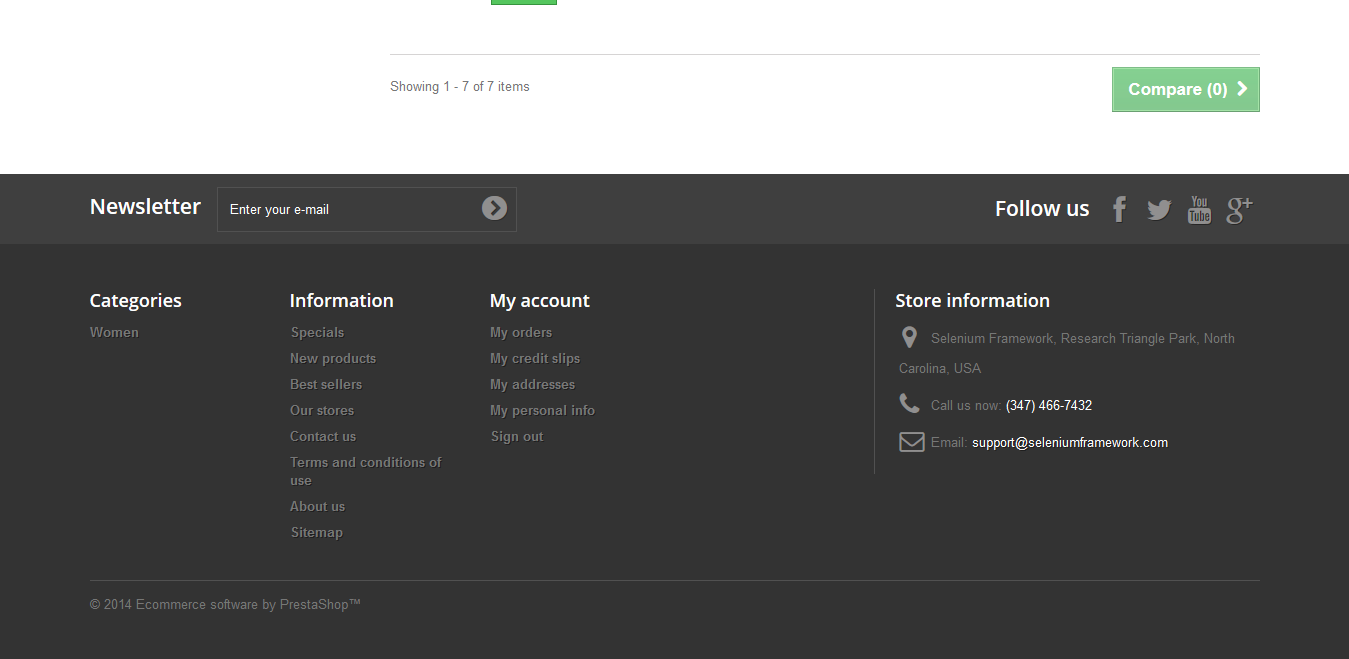 Showing 1 - 7 of 7 items
Compare (0)
Newsletter
Enter your e-mail
Follow us
You
Tube
g+
Categories
Women
Information
Specials
New products
Best sellers
Our stores
Contact us
Terms and conditions of
use
About us
Sitemap
My account
My orders
My credit slips
My addresses
My personal info
Sign out
Store information
Selenium Framework, Research Triangle Park, North
Carolina, USA
Call us now: (347) 466-7432
Email: support@seleniumframework.com
© 2014 Ecommerce software by PrestaShop™